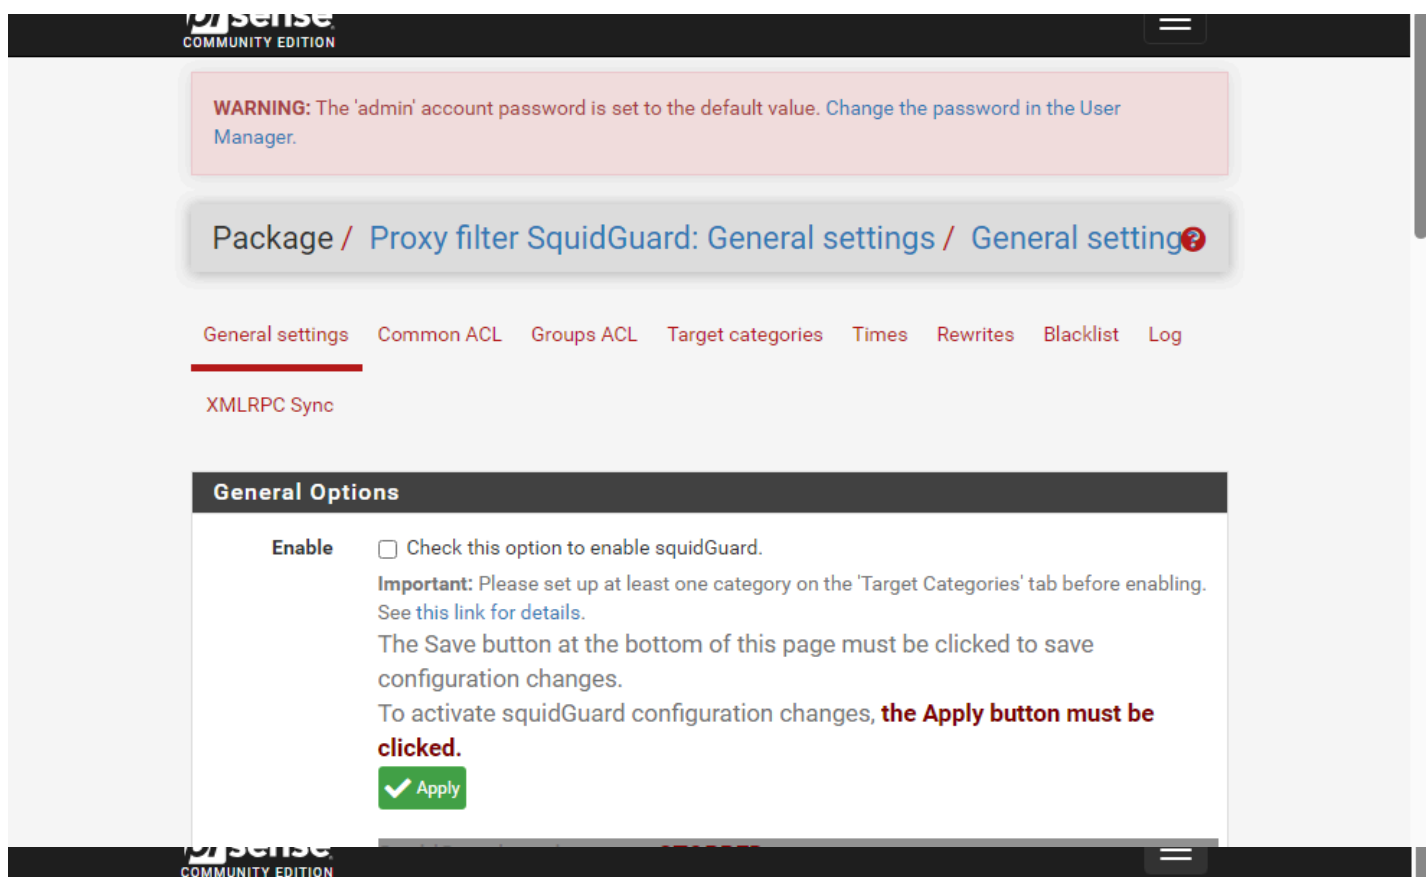 COMMUNITY EDITION
WARNING: The 'admin' account password is set to the default value. Change the password in the User
Manager.
Package / Proxy filter SquidGuard: General settings / General setting
General settings Common ACL Groups ACL Target categories Times Rewrites Blacklist Log
XMLRPC Sync
General Options
Enable Check this option to enable squidGuard.
Important: Please set up at least one category on the 'Target Categories' tab before enabling.
See this link for details.
The Save button at the bottom of this page must be clicked to save
configuration changes.
To activate squidGuard configuration changes, the Apply button must be
clicked.
Apply
COMMUNITY EDITION